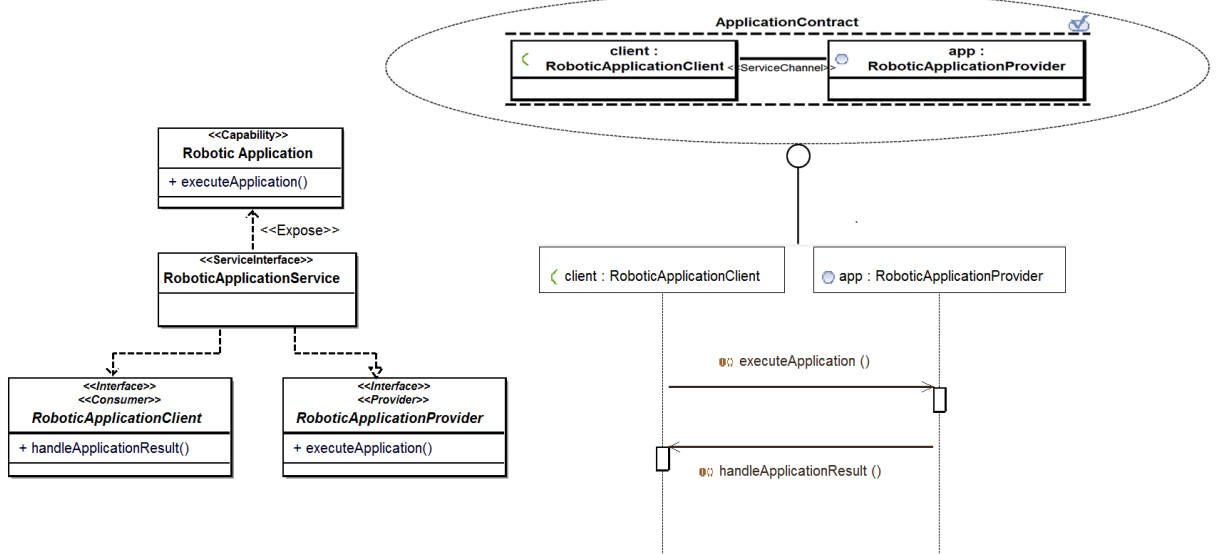 ApplicationContract
client :
RoboticApplicationClient
<<ServiceChannel>>
app :
RoboticApplicationProvider
<<Capability>>
Robotic Application
+ executeApplication()
<<Expose>>
<<ServiceInterface>>
RoboticApplicationService
<<Interface>>
<<Consumer>>
RoboticApplicationClient
+ handleApplicationResult()
<<Interface>>
<<Provider>>
RoboticApplicationProvider
+ executeApplication()
client : RoboticApplicationClient
app : RoboticApplicationProvider
executeApplication ()
handleApplicationResult ()